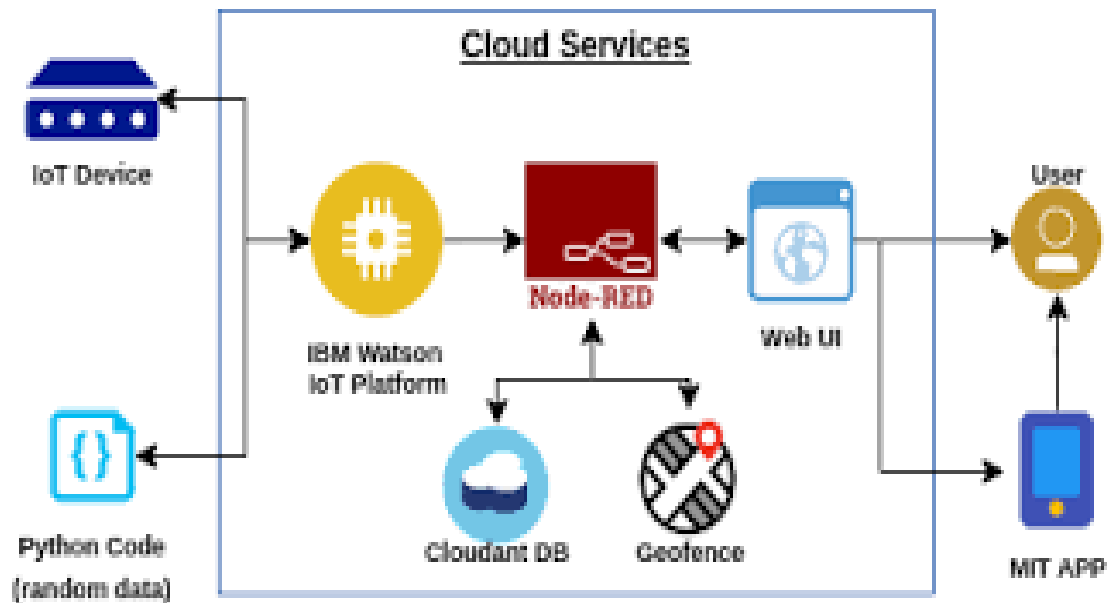 Cloud Services
IoT Device
User
Node-RED
Web UI
IBM Watson
IoT Platform
Python Code
(random data)
Cloudant DB
Geofence
MIT APP